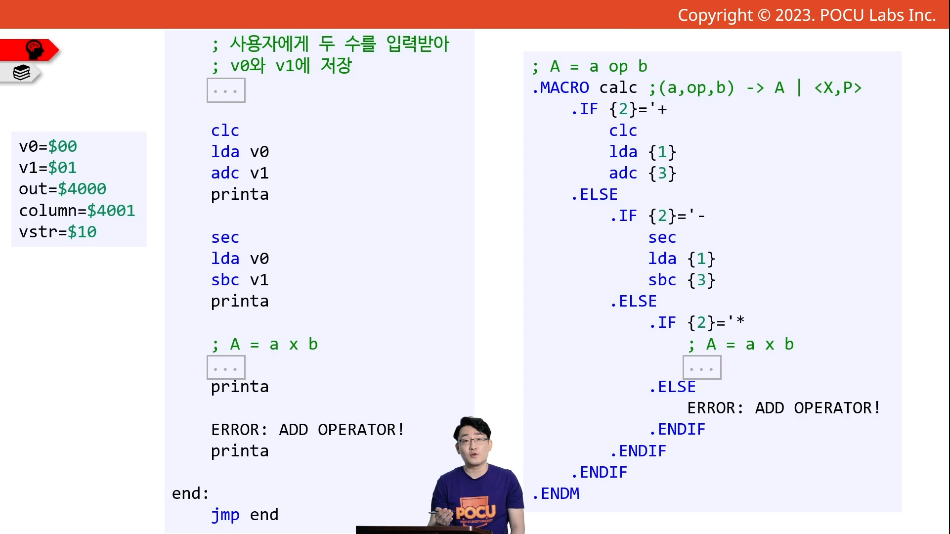 Copyright © 2023. POCU Labs Inc.
v0=$00
v1=$01
out=$4000
column=$4001
vstr=$10
; 사용자에게 두 수를 입력받아
; v0와 v1에 저장
...
clc
lda v0
adc v1
printa
sec
lda v0
sbc v1
printa
; A = a x b
...
printa
ERROR: ADD OPERATOR!
printa
end:
jmp end
; A = a op b
.MACRO calc ;(a,op,b) -> A | <X,P>
.IF {2}='+
clc
lda {1}
adc {3}
.ELSE
.IF {2}='-
sec
lda {1}
sbc {3}
.ELSE
.IF {2}='*
; A = a x b
...
.ELSE
ERROR: ADD OPERATOR!
.ENDIF
.ENDIF
.ENDIF
.ENDM
POCU